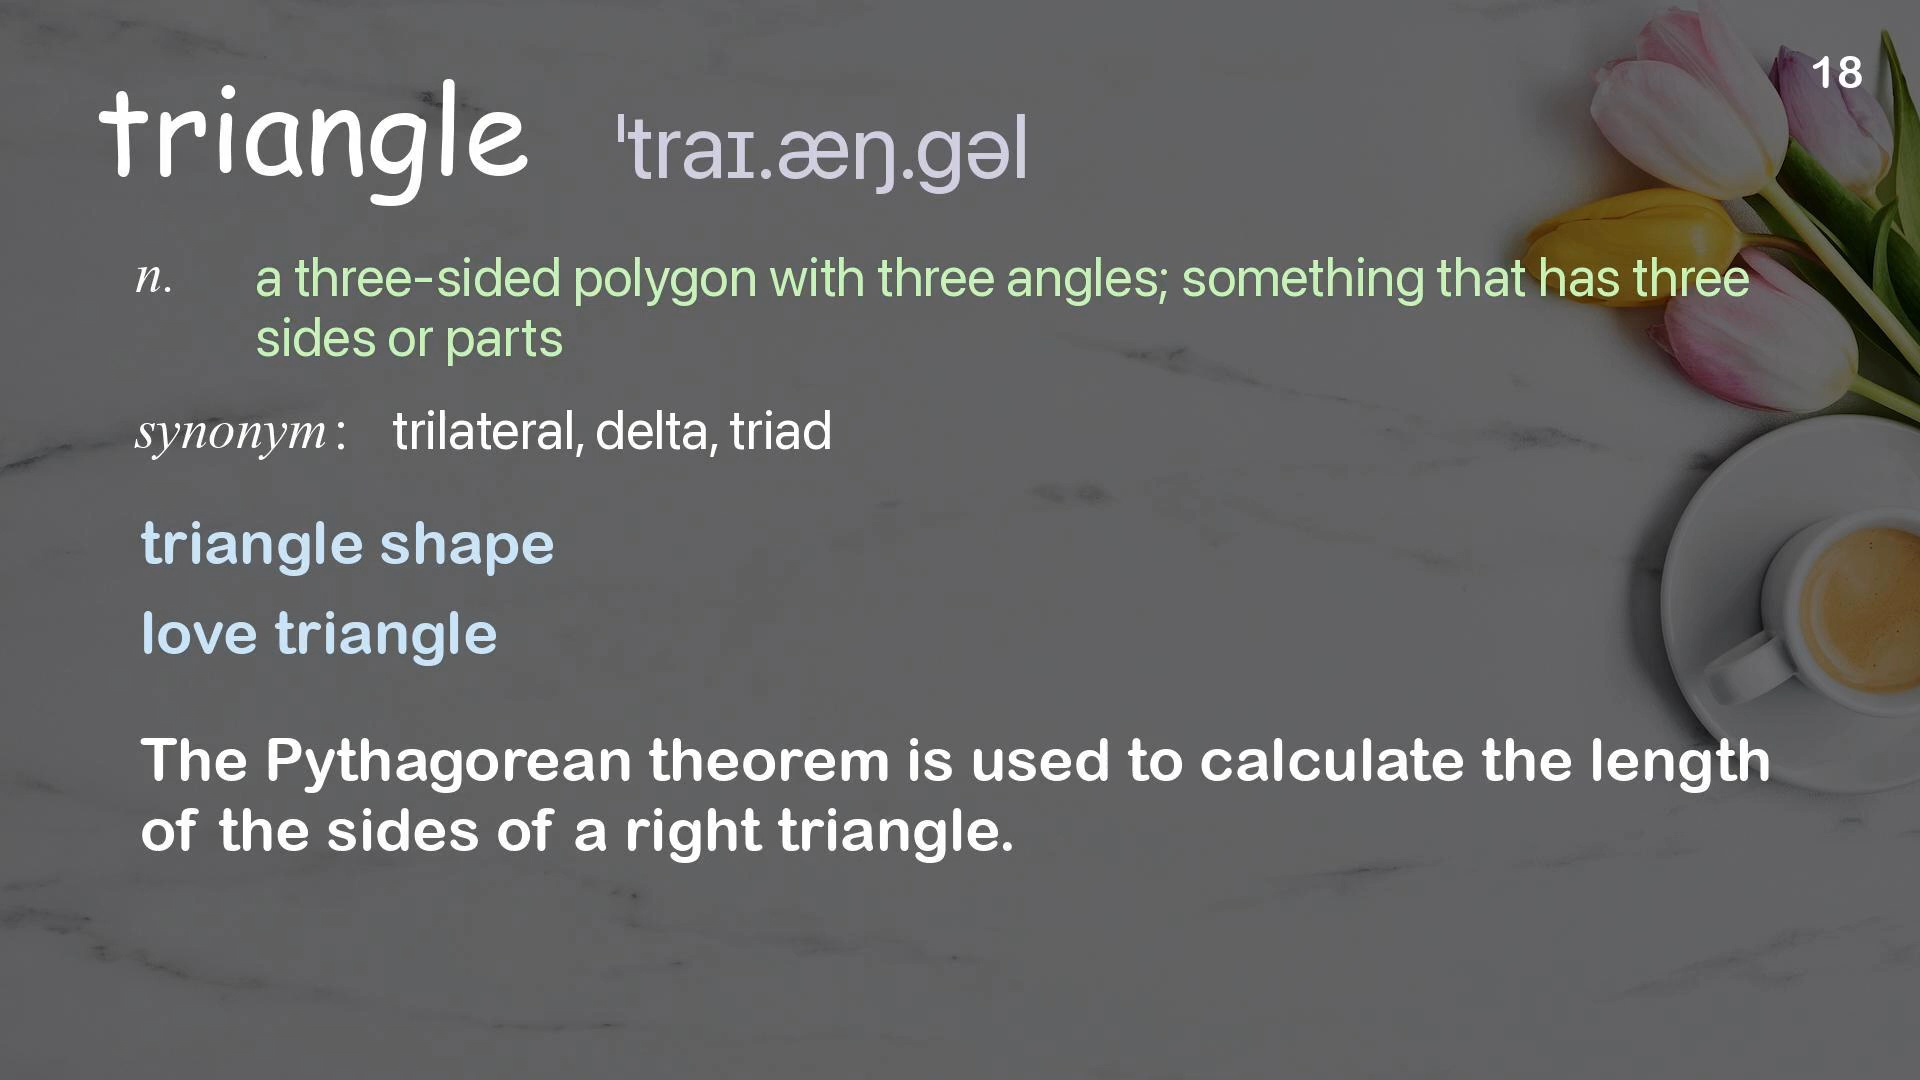 18
triangle ˈtraɪ.æŋ.gəl
n. a three-sided polygon with three angles; something that has three
sides or parts
synonym: trilateral, delta, triad
triangle shape
love triangle
The Pythagorean theorem is used to calculate the length
of the sides of a right triangle.